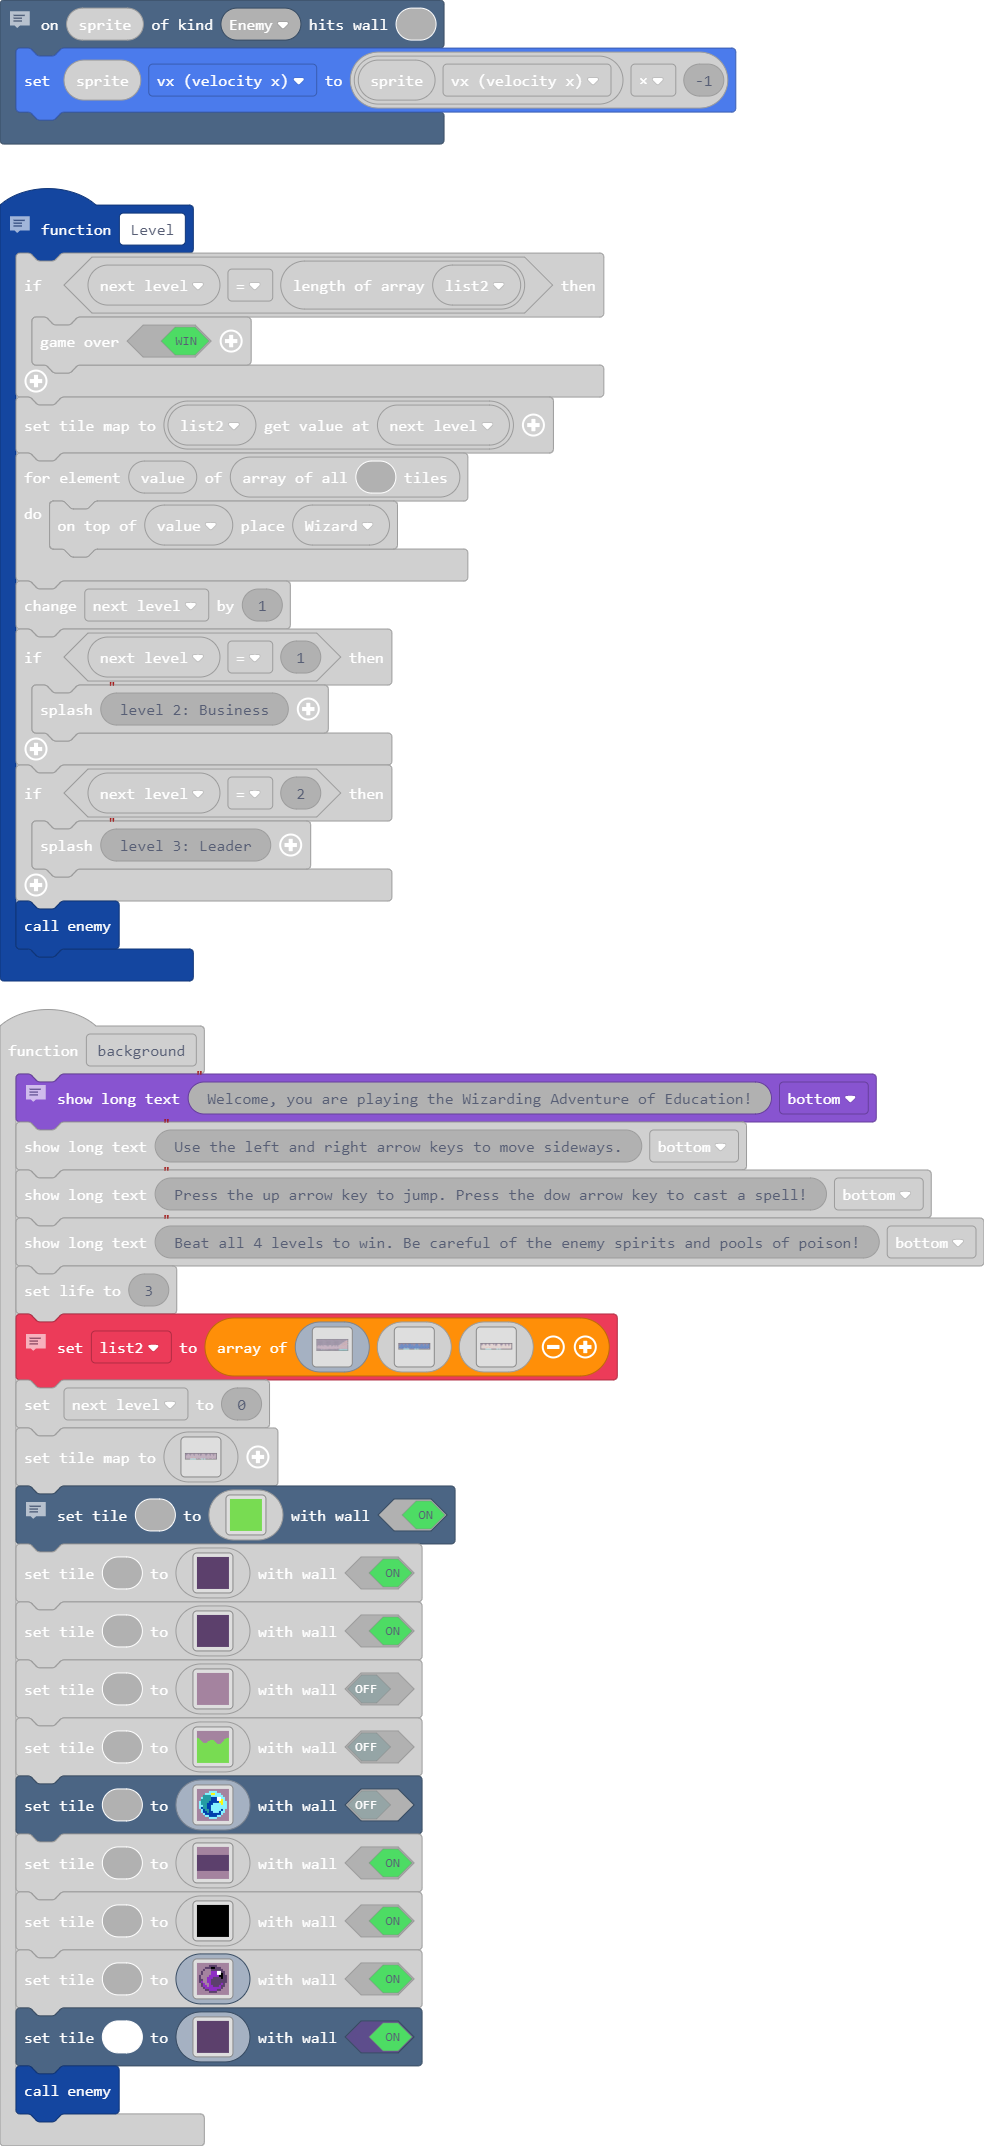 on sprite of kind Enemy hits wall
set sprite vx (velocity x) to sprite vx (velocity x) × -1
function Level
if next level = length of array list2 then
game over WIN
set tile map to list2 get value at next level
for element value of array of all tiles
do on top of value place Wizard
change next level by 1
if next level = 1 then
splash " level 2: Business
if next level = 2 then
splash " level 3: Leader
call enemy
function background
show long text " Welcome, you are playing the Wizarding Adventure of Education! bottom
show long text " Use the left and right arrow keys to move sideways. bottom
show long text " Press the up arrow key to jump. Press the dow arrow key to cast a spell! bottom
show long text " Beat all 4 levels to win. Be careful of the enemy spirits and pools of poison! bottom
set life to 3
set list2 to array of
set next level to 0
set tile map to
set tile to with wall ON
set tile to with wall ON
set tile to with wall ON
set tile to with wall OFF
set tile to with wall OFF
set tile to with wall OFF
set tile to with wall ON
set tile to with wall ON
set tile to with wall ON
set tile to with wall ON
call enemy